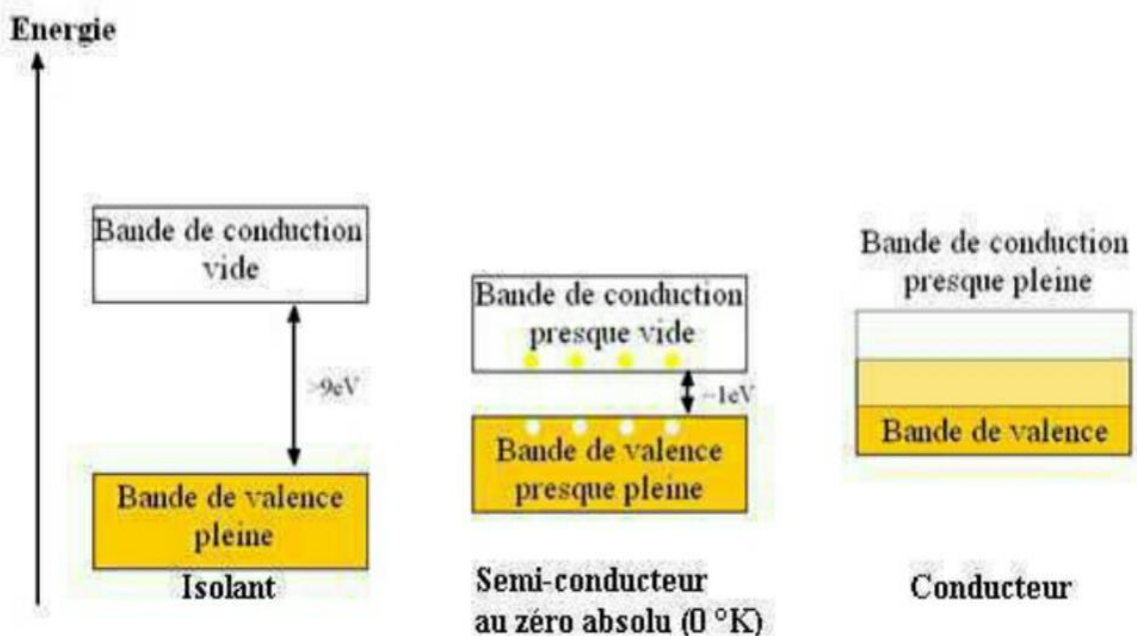 Energie
Bande de conduction
vide
>9eV
Bande de valence
pleine
Isolant
Bande de conduction
presque vide
~1eV
Bande de valence
presque pleine
Semi-conducteur
au zéro absolu (0 °K)
Bande de conduction
presque pleine
Bande de valence
Conducteur